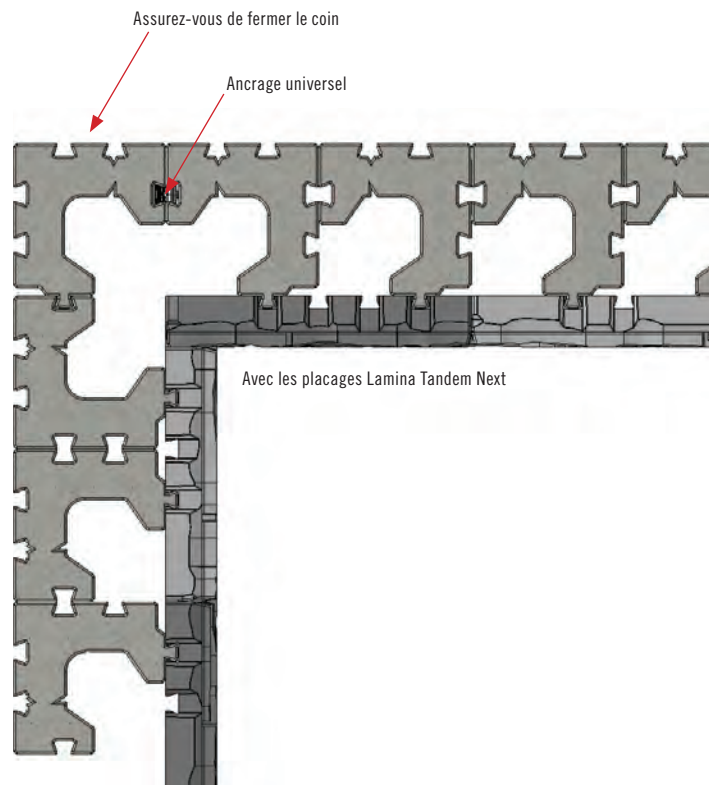 Assurez-vous de fermer le coin
Ancrage universel
Avec les placages Lamina Tandem Next